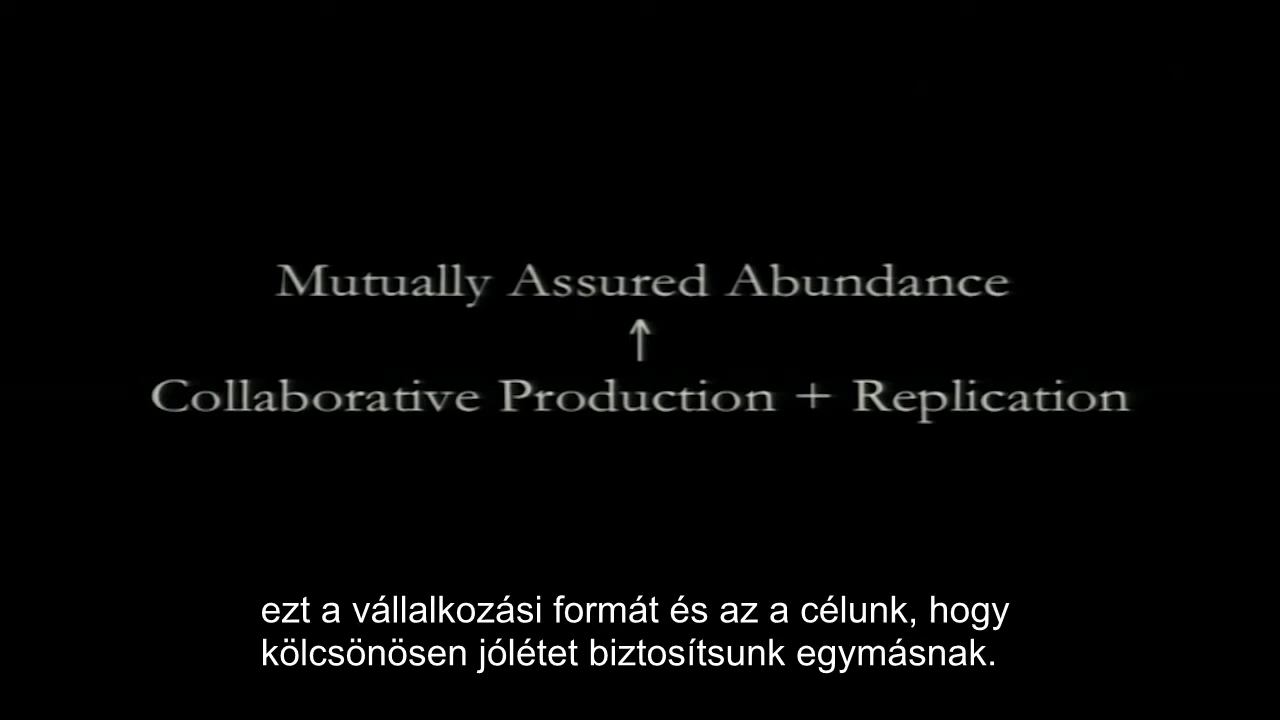 Mutually Assured Abundance
↑
Collaborative Production + Replication
ezt a vállalkozási formát és az a célunk, hogy
kölcsönösen jólétet biztosítsunk egymásnak.